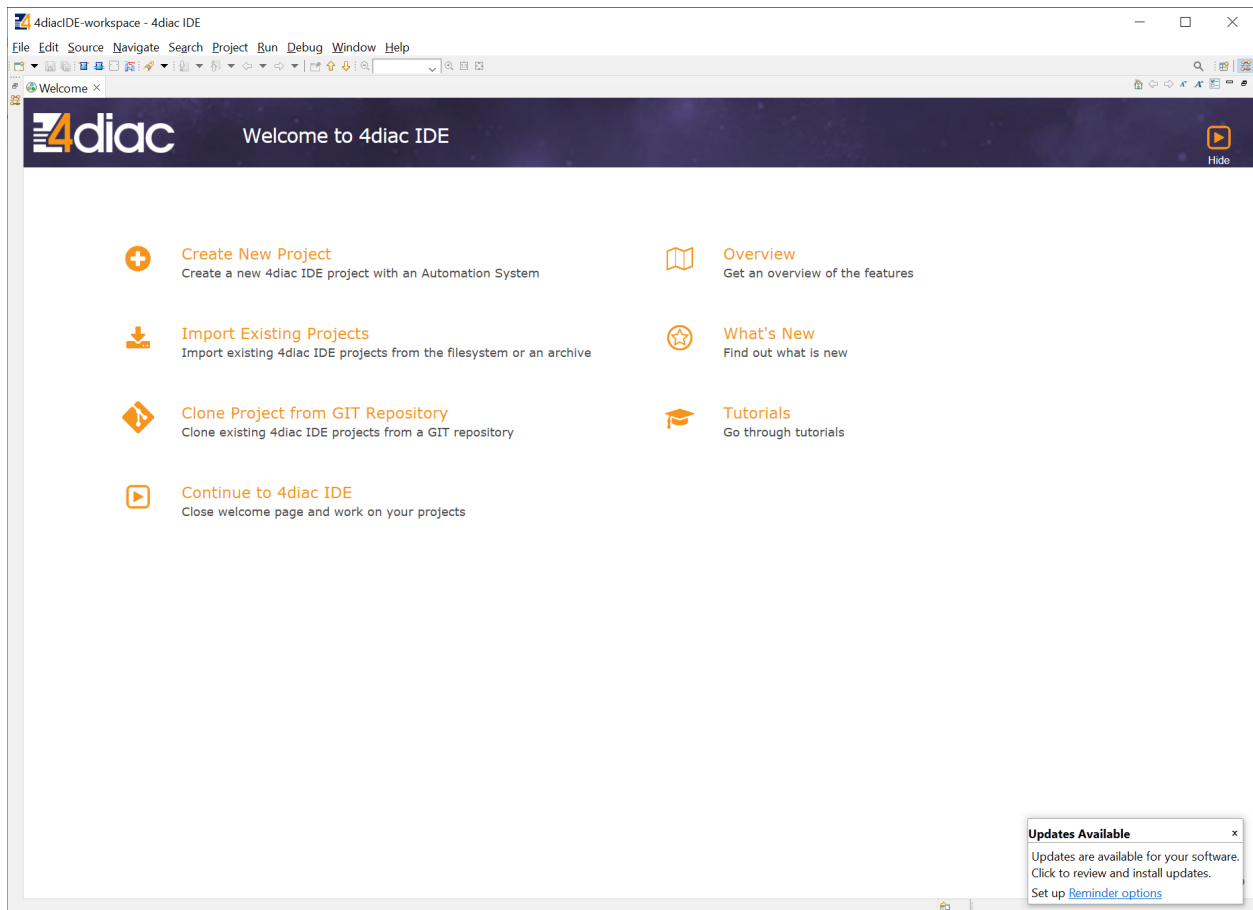 4diacIDE-workspace - 4diac IDE
File Edit Source Navigate Search Project Run Debug Window Help
Welcome
4diac
Welcome to 4diac IDE
Hide
Create New Project
Create a new 4diac IDE project with an Automation System
Import Existing Projects
Import existing 4diac IDE projects from the filesystem or an archive
Clone Project from GIT Repository
Clone existing 4diac IDE projects from a GIT repository
Continue to 4diac IDE
Close welcome page and work on your projects
Overview
Get an overview of the features
What's New
Find out what is new
Tutorials
Go through tutorials
Updates Available x
Updates are available for your software.
Click to review and install updates.
Set up Reminder options